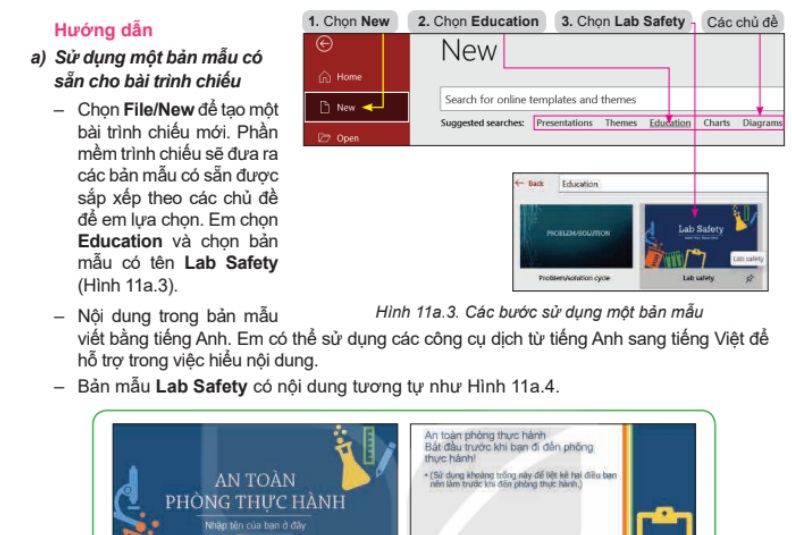 Hướng dẫn
a) Sử dụng một bản mẫu có
sẵn cho bài trình chiếu
– Chọn File/New để tạo một
bài trình chiếu mới. Phần
mềm trình chiếu sẽ đưa ra
các bản mẫu có sẵn được
sắp xếp theo các chủ đề
để em lựa chọn. Em chọn
Education và chọn bản
mẫu có tên Lab Safety
(Hình 11a.3).
– Nội dung trong bản mẫu
viết bằng tiếng Anh. Em có thể sử dụng các công cụ dịch từ tiếng Anh sang tiếng Việt để
hỗ trợ trong việc hiểu nội dung.
– Bản mẫu Lab Safety có nội dung tương tự như Hình 11a.4.
1. Chọn New
2. Chọn Education
3. Chọn Lab Safety
Các chủ đề
Home
New
Open
New
Search for online templates and themes
Suggested searches: Presentations Themes Education Charts Diagrams
Back
Education
PROBLEM/SOLUTION
Problem/solution cycle
Lab Safety
Lab safety
Lab safety
Hình 11a.3. Các bước sử dụng một bản mẫu
AN TOÀN
PHÒNG THỰC HÀNH
Nhập tên của bạn ở đây
An toàn phòng thực hành
Bắt đầu trước khi bạn đi đến phòng
thực hành!
• (Sử dụng khoảng trống này để liệt kê hai điều bạn
nên làm trước khi đến phòng thực hành.)